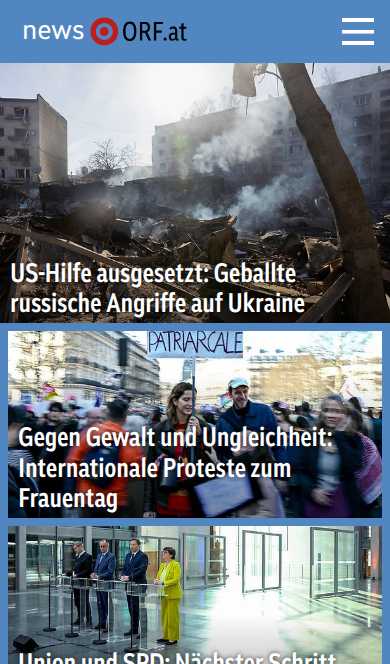 news ORF.at
US-Hilfe ausgesetzt: Geballte
russische Angriffe auf Ukraine
PATRIARCALE
Gegen Gewalt und Ungleichheit:
Internationale Proteste zum
Frauentag
Union und SPD: Nächster Schritt